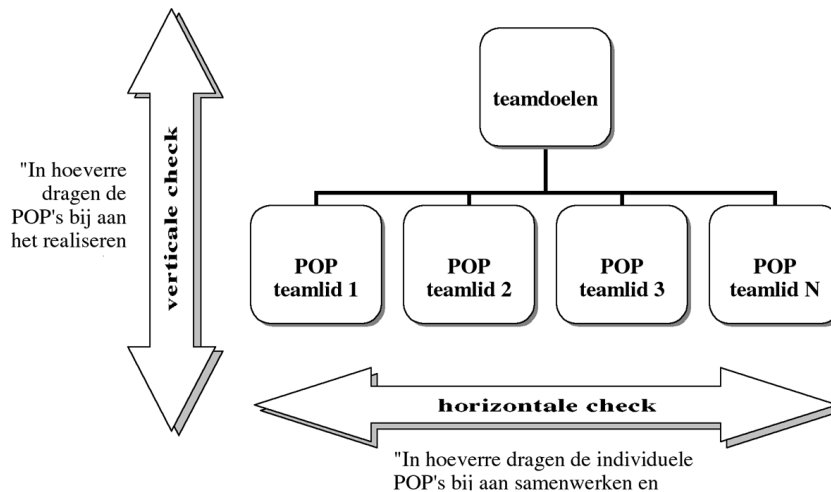 teamdoelen
verticale check
"In hoeverre
dragen de
POP's bij aan
het realiseren
POP
teamlid 1
POP
teamlid 2
POP
teamlid 3
POP
teamlid N
horizontale check
"In hoeverre dragen de individuele
POP's bij aan samenwerken en